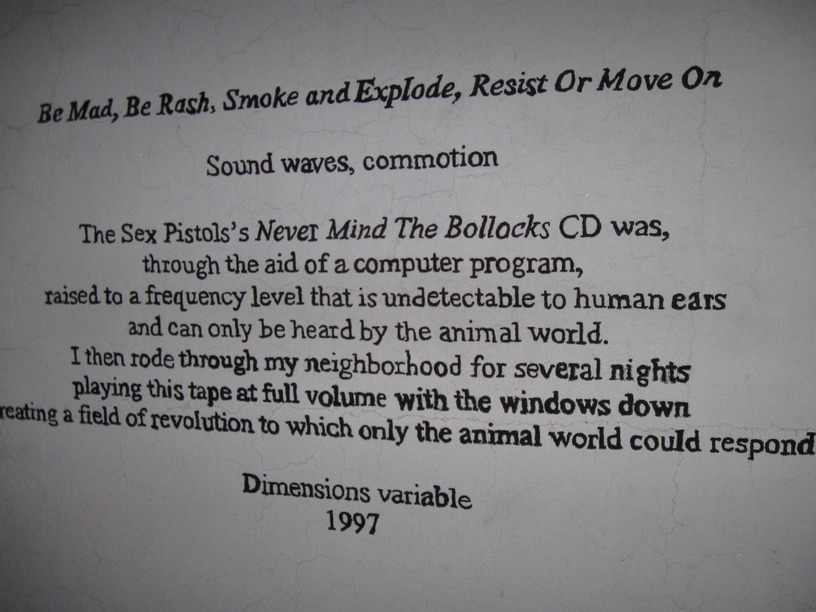 Be Mad, Be Rash, Smoke and Explode, Resist Or Move On
Sound waves, commotion
The Sex Pistols's Never Mind The Bollocks CD was,
through the aid of a computer program,
raised to a frequency level that is undetectable to human ears
and can only be heard by the animal world.
I then rode through my neighborhood for several nights
playing this tape at full volume with the windows down
reating a field of revolution to which only the animal world could respond
Dimensions variable
1997